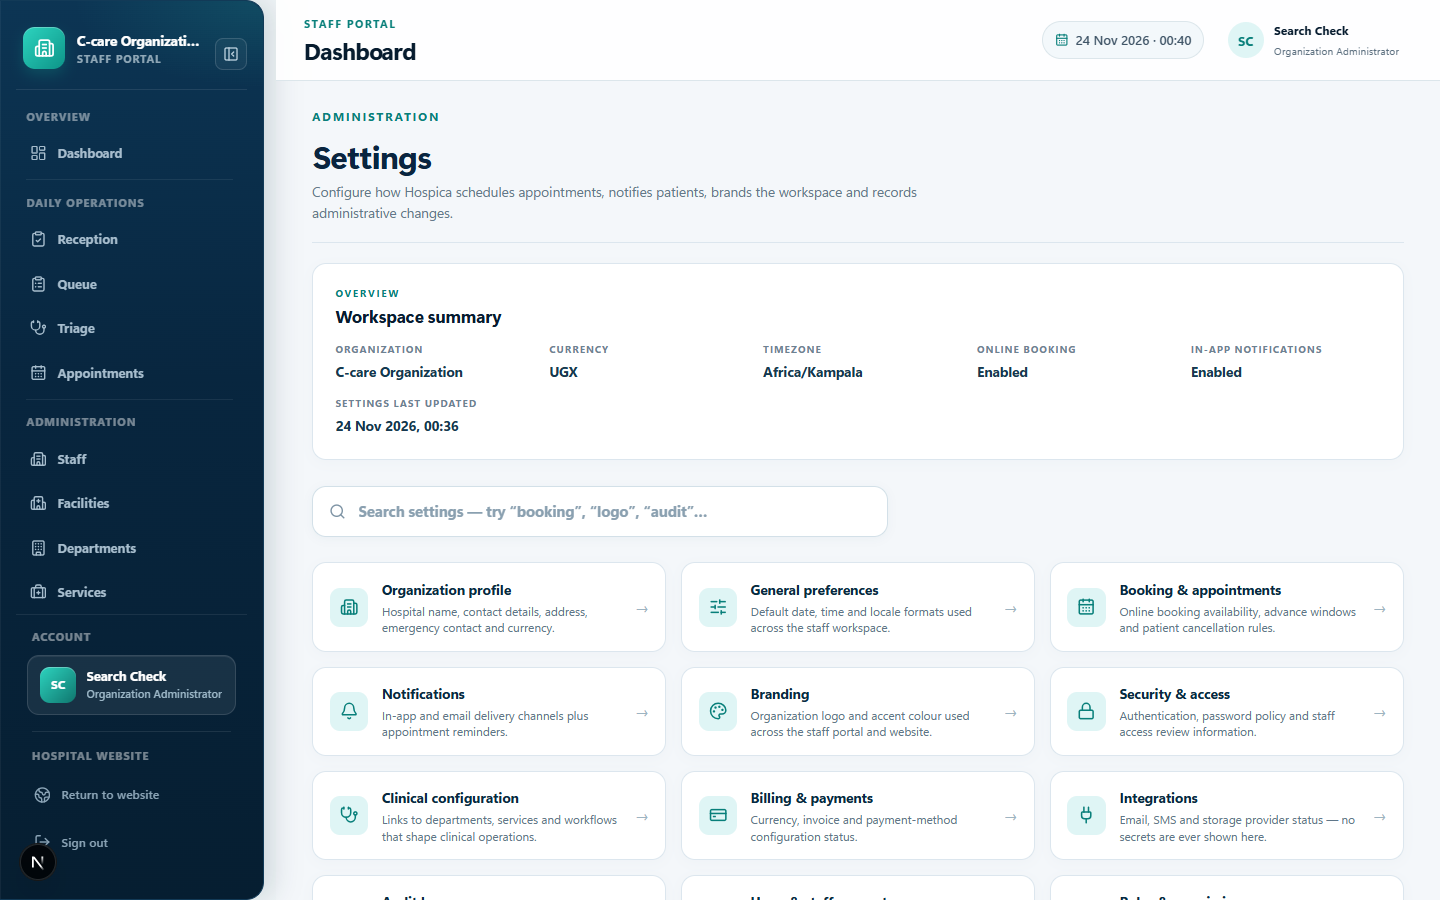 C-care Organizati...
STAFF PORTAL
OVERVIEW
Dashboard
DAILY OPERATIONS
Reception
Queue
Triage
Appointments
ADMINISTRATION
Staff
Facilities
Departments
Services
ACCOUNT
SC
Search Check
Organization Administrator
HOSPITAL WEBSITE
Return to website
Sign out
N
STAFF PORTAL
Dashboard
24 Nov 2026 · 00:40
SC
Search Check
Organization Administrator
ADMINISTRATION
Settings
Configure how Hospica schedules appointments, notifies patients, brands the workspace and records
administrative changes.
OVERVIEW
Workspace summary
ORGANIZATION
C-care Organization
CURRENCY
UGX
TIMEZONE
Africa/Kampala
ONLINE BOOKING
Enabled
IN-APP NOTIFICATIONS
Enabled
SETTINGS LAST UPDATED
24 Nov 2026, 00:36
Search settings — try “booking”, “logo”, “audit”...
Organization profile
Hospital name, contact details, address,
emergency contact and currency.
→
General preferences
Default date, time and locale formats used
across the staff workspace.
→
Booking & appointments
Online booking availability, advance windows
and patient cancellation rules.
→
Notifications
In-app and email delivery channels plus
appointment reminders.
→
Branding
Organization logo and accent colour used
across the staff portal and website.
→
Security & access
Authentication, password policy and staff
access review information.
→
Clinical configuration
Links to departments, services and workflows
that shape clinical operations.
→
Billing & payments
Currency, invoice and payment-method
configuration status.
→
Integrations
Email, SMS and storage provider status — no
secrets are ever shown here.
→